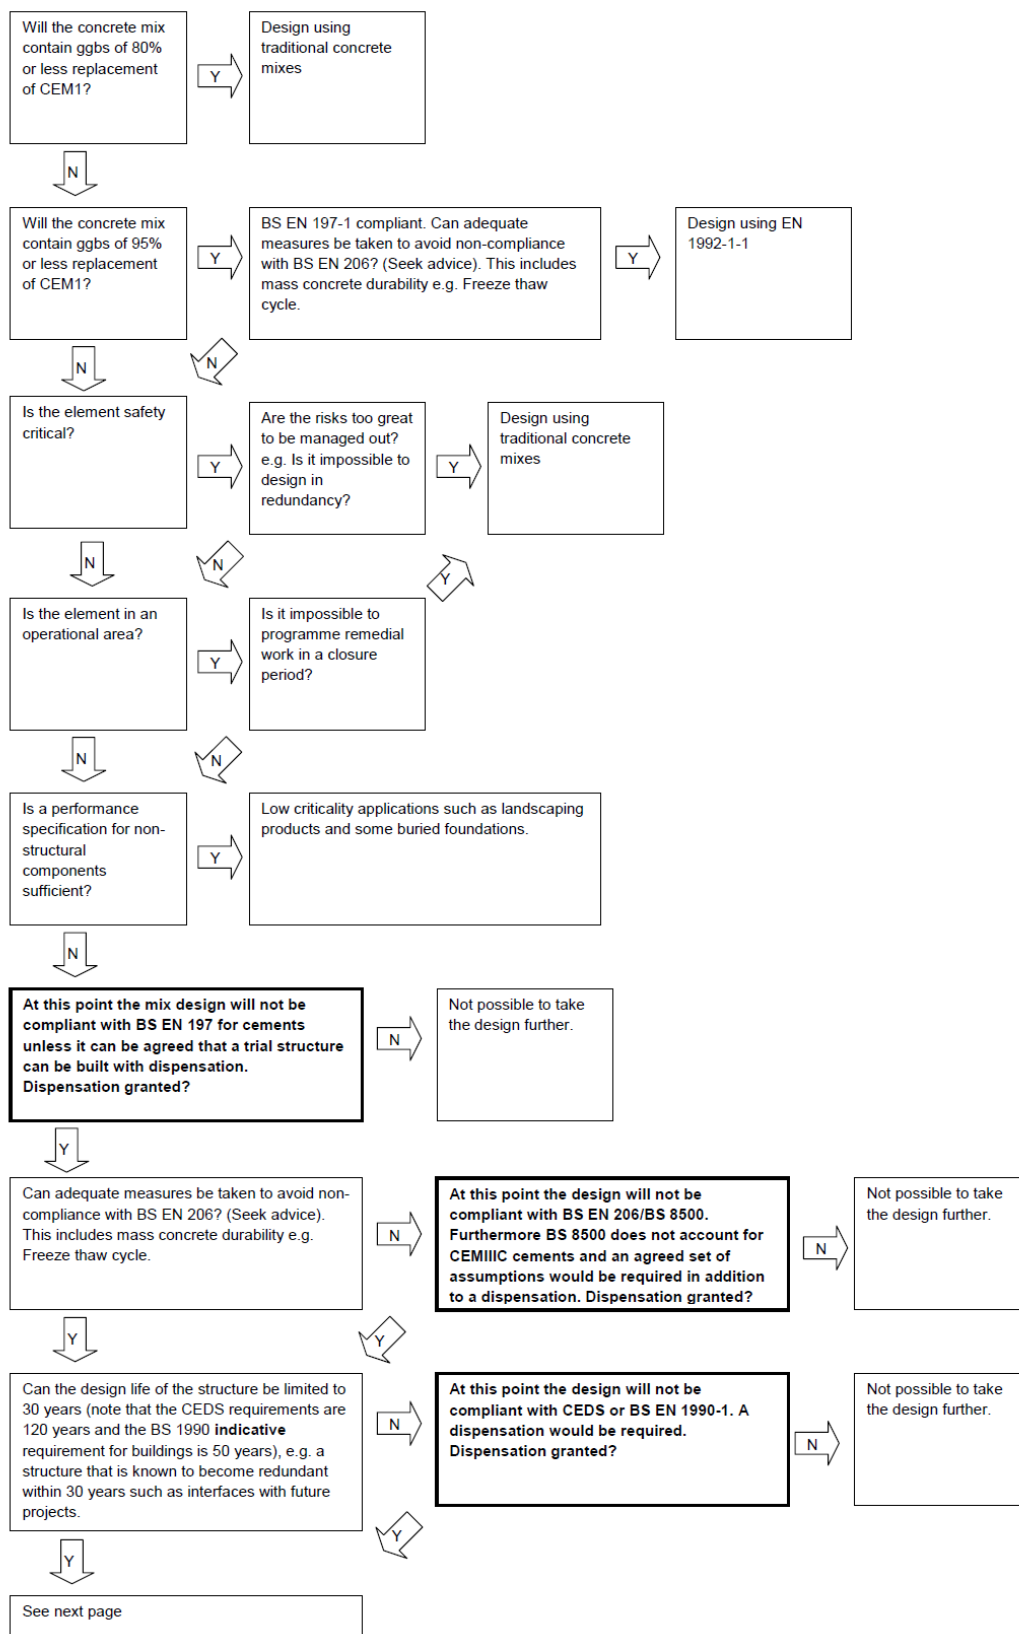 Will the concrete mix
contain ggbs of 80%
or less replacement
of CEM1?
Y
Design using
traditional concrete
mixes
N
Will the concrete mix
contain ggbs of 95%
or less replacement
of CEM1?
Y
BS EN 197-1 compliant. Can adequate
measures be taken to avoid non-compliance
with BS EN 206? (Seek advice). This includes
mass concrete durability e.g. Freeze thaw
cycle.
Y
Design using EN
1992-1-1
N
N
Is the element safety
critical?
Y
Are the risks too great
to be managed out?
e.g. Is it impossible to
design in
redundancy?
Y
Design using
traditional concrete
mixes
N
N
Y
Is the element in an
operational area?
Y
Is it impossible to
programme remedial
work in a closure
period?
N
N
Is a performance
specification for non-
structural
components
sufficient?
Y
Low criticality applications such as landscaping
products and some buried foundations.
N
At this point the mix design will not be
compliant with BS EN 197 for cements
unless it can be agreed that a trial structure
can be built with dispensation.
Dispensation granted?
N
Not possible to take
the design further.
Y
Can adequate measures be taken to avoid non-
compliance with BS EN 206? (Seek advice).
This includes mass concrete durability e.g.
Freeze thaw cycle.
N
At this point the design will not be
compliant with BS EN 206/BS 8500.
Furthermore BS 8500 does not account for
CEMIIIC cements and an agreed set of
assumptions would be required in addition
to a dispensation. Dispensation granted?
N
Not possible to take
the design further.
Y
Y
Can the design life of the structure be limited to
30 years (note that the CEDS requirements are
120 years and the BS 1990 indicative
requirement for buildings is 50 years), e.g. a
structure that is known to become redundant
within 30 years such as interfaces with future
projects.
N
At this point the design will not be
compliant with CEDS or BS EN 1990-1. A
dispensation would be required.
Dispensation granted?
N
Not possible to take
the design further.
Y
Y
See next page